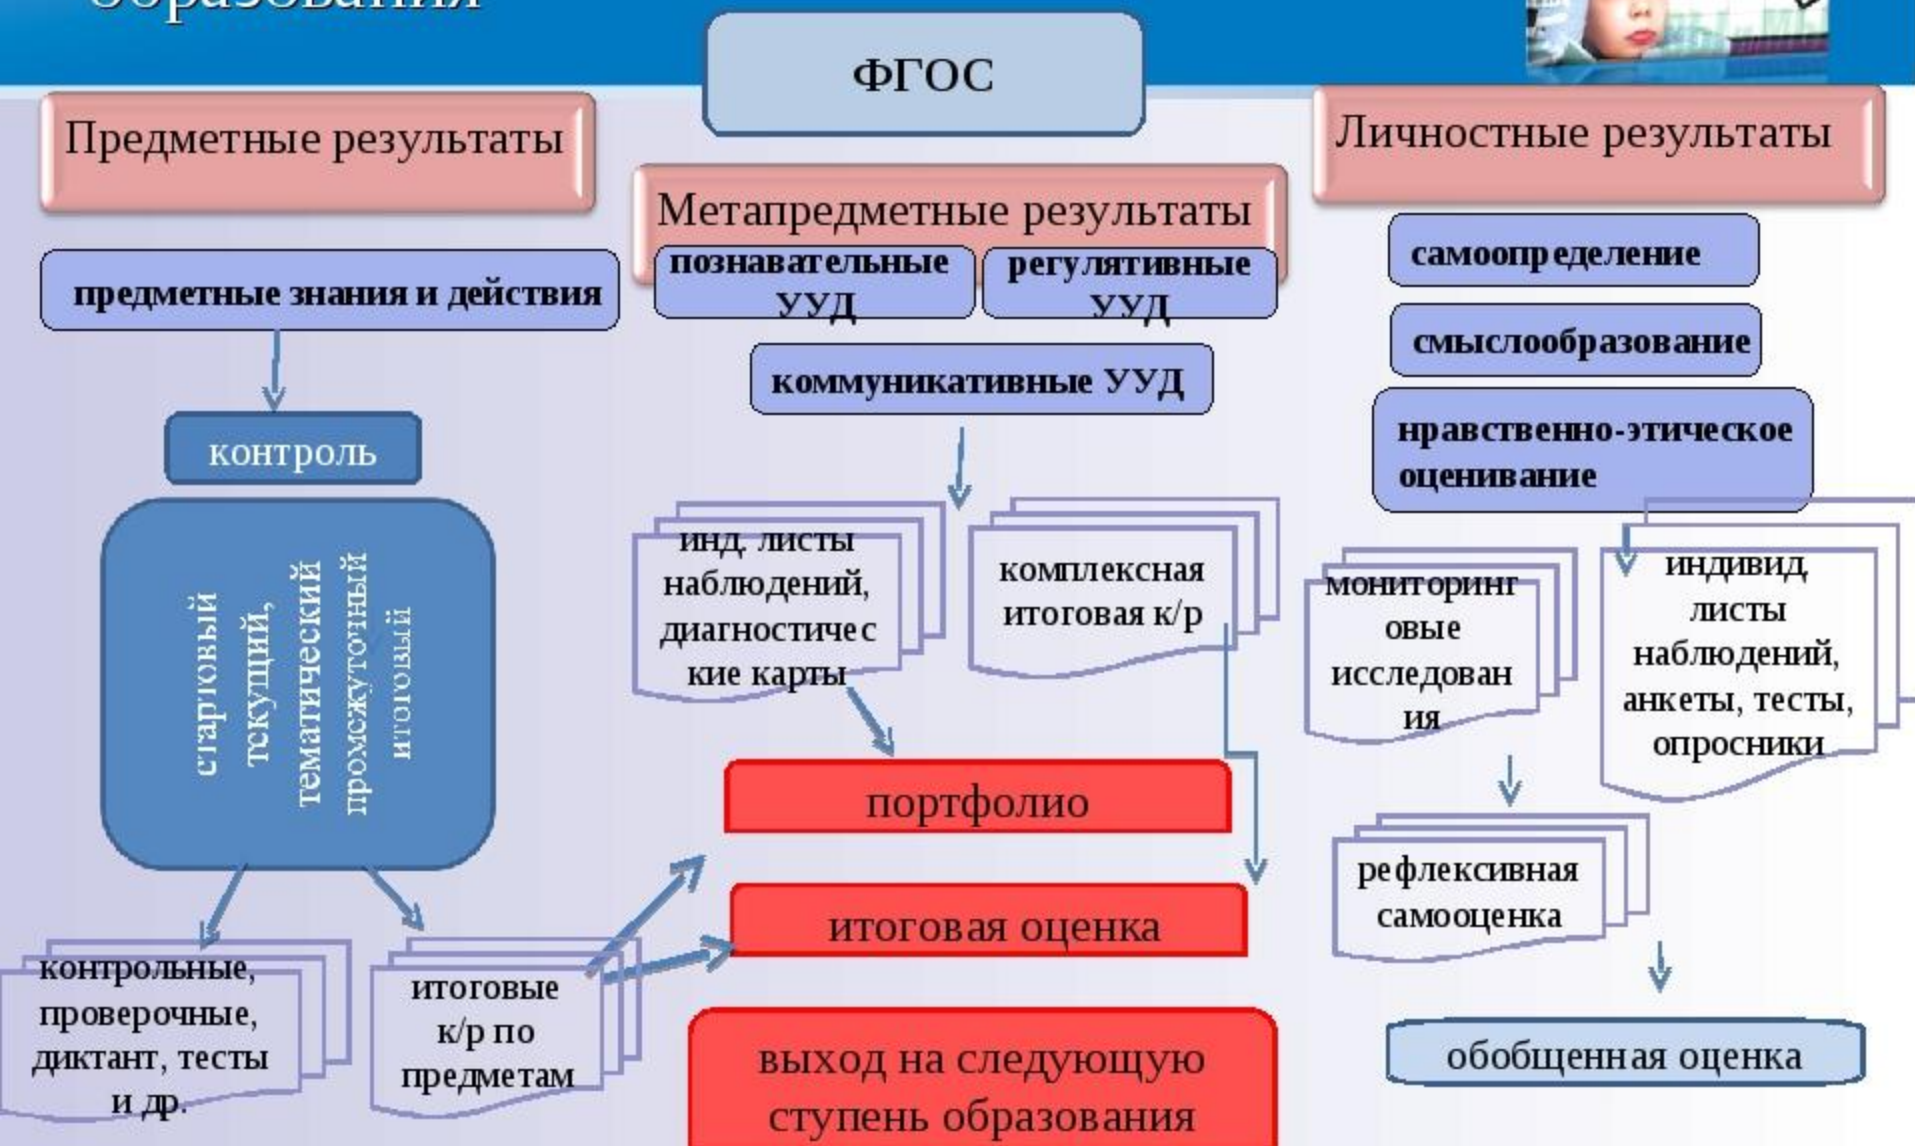 образования
ФГОС
Предметные результаты
предметные знания и действия
контроль
стартовый
текущий,
тематический
промежуточный
итоговый
контрольные,
проверочные,
диктант, тесты
и др.
итоговые
к/р по
предметам
Метапредметные результаты
познавательные
УУД
регулятивные
УУД
коммуникативные УУД
инд. листы
наблюдений,
диагностичес
кие карты
комплексная
итоговая к/р
портфолио
итоговая оценка
выход на следующую
ступень образования
Личностные результаты
самоопределение
смыслообразование
нравственно-этическое
оценивание
мониторинг
овые
исследован
ия
индивид.
листы
наблюдений,
анкеты, тесты,
опросники
рефлексивная
самооценка
обобщенная оценка